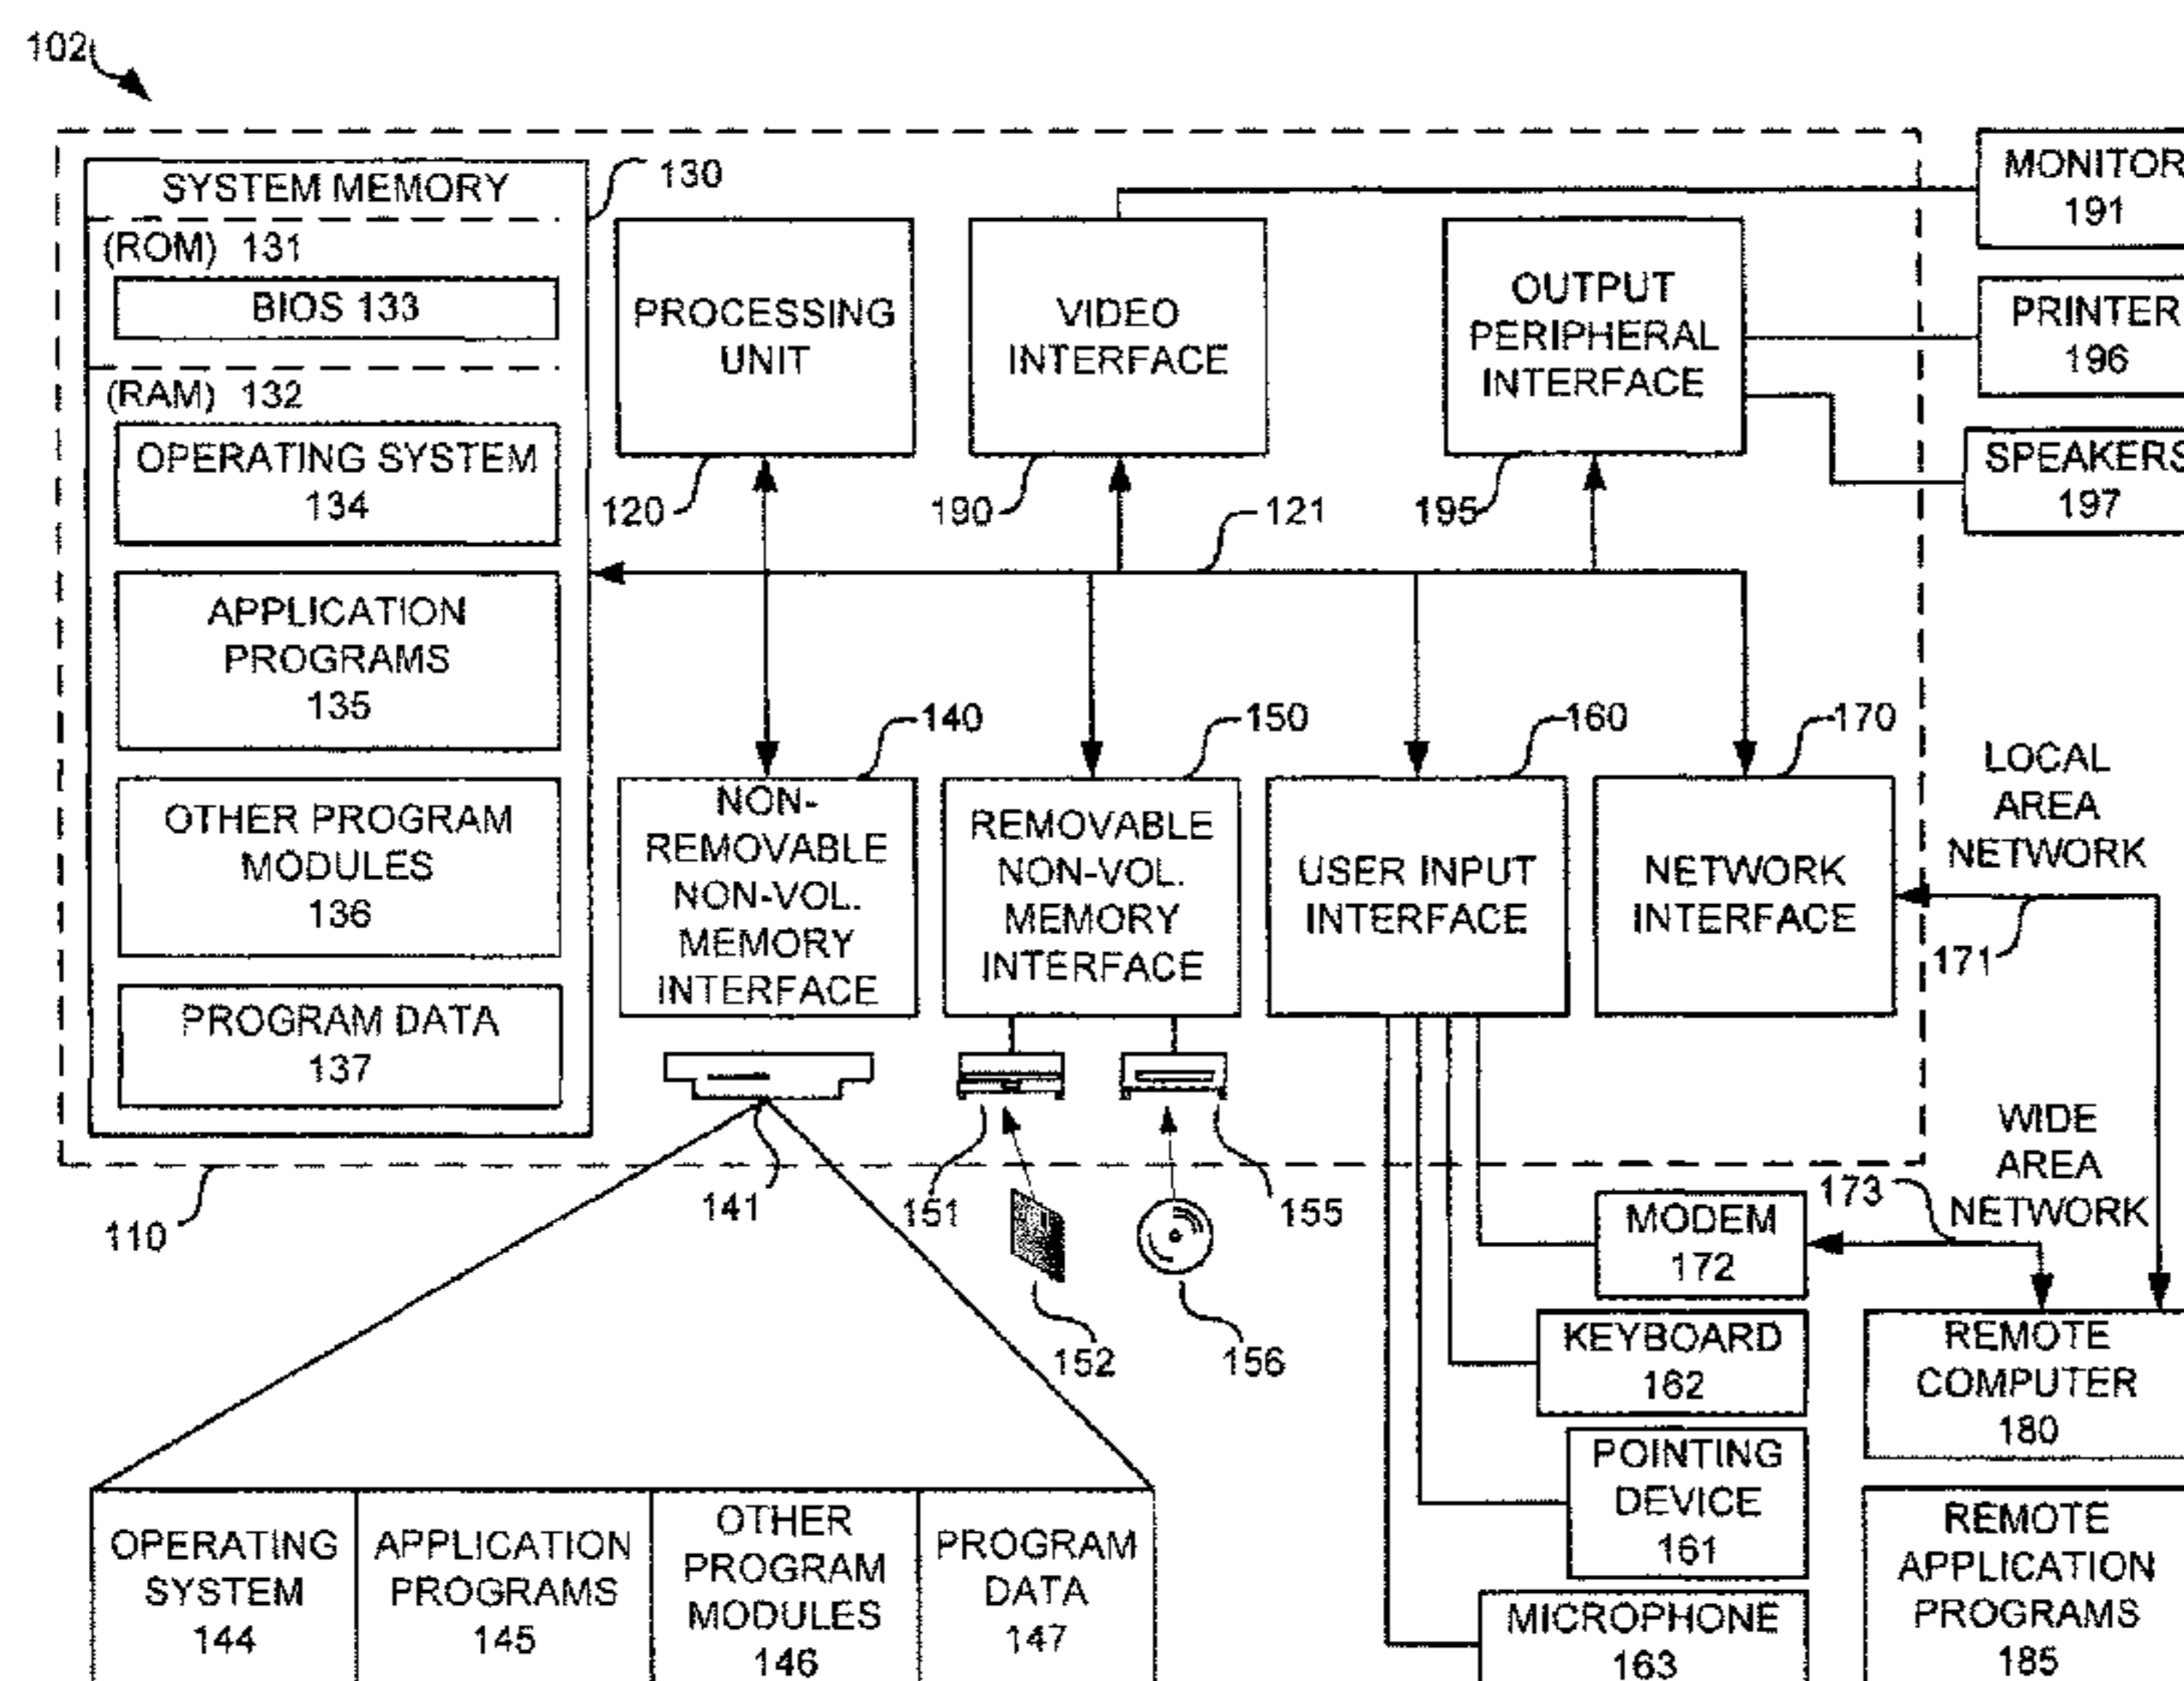 102
SYSTEM MEMORY
130
(ROM) 131
BIOS 133
(RAM) 132
OPERATING SYSTEM
134
APPLICATION
PROGRAMS
135
OTHER PROGRAM
MODULES
136
PROGRAM DATA
137
PROCESSING
UNIT
120
VIDEO
INTERFACE
190
121
OUTPUT
PERIPHERAL
INTERFACE
195
MONITOR
191
PRINTER
196
SPEAKERS
197
140
NON-
REMOVABLE
NON-VOL.
MEMORY
INTERFACE
150
REMOVABLE
NON-VOL.
MEMORY
INTERFACE
160
USER INPUT
INTERFACE
170
NETWORK
INTERFACE
LOCAL
AREA
NETWORK
171
110
141
151
155
152
156
WIDE
AREA
NETWORK
173
MODEM
172
KEYBOARD
162
POINTING
DEVICE
161
MICROPHONE
163
REMOTE
COMPUTER
180
REMOTE
APPLICATION
PROGRAMS
185
OPERATING
SYSTEM
144
APPLICATION
PROGRAMS
145
OTHER
PROGRAM
MODULES
146
PROGRAM
DATA
147